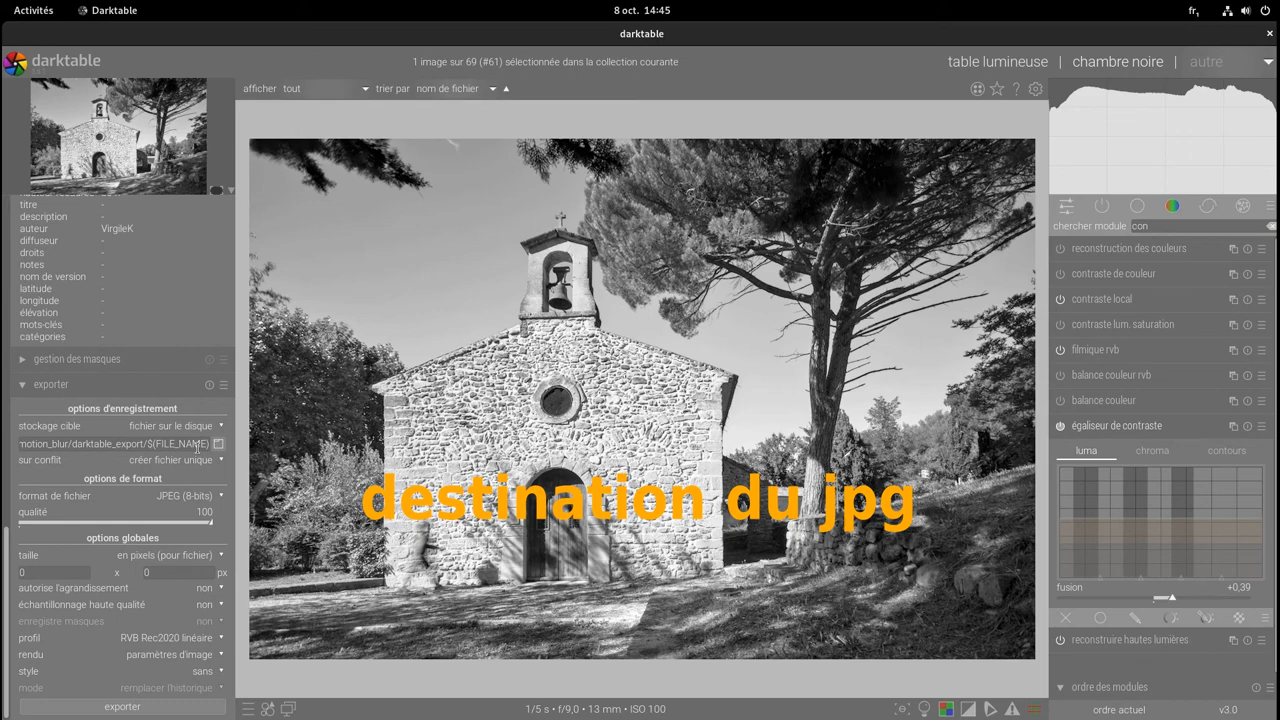 Activités
Darktable
8 oct. 14:45
fr₁
darktable
darktable
1 image sur 69 (#61) sélectionnée dans la collection courante
table lumineuse | chambre noire | autre
afficher tout
trier par nom de fichier
titre -
description -
auteur VirgileK
diffuseur -
droits -
notes -
nom de version -
latitude -
longitude -
élévation -
mots-clés -
catégories -
gestion des masques
exporter
options d'enregistrement
stockage cible fichier sur le disque
motion_blur/darktable_export/$(FILE_NAME)
sur conflit créer fichier unique
options de format
format de fichier JPEG (8-bits)
qualité 100
options globales
taille en pixels (pour fichier)
0 x 0 px
autorise l'agrandissement non
échantillonnage haute qualité non
enregistre masques non
profil RVB Rec2020 linéaire
rendu paramètres d'image
style sans
mode remplacer l'historique
exporter
destination du jpg
1/5 s • f/9,0 • 13 mm • ISO 100
chercher module con
reconstruction des couleurs
contraste de couleur
contraste local
contraste lum. saturation
filmique rvb
balance couleur rvb
balance couleur
égaliseur de contraste
luma chroma contours
fusion +0,39
reconstruire hautes lumières
ordre des modules
ordre actuel v3.0